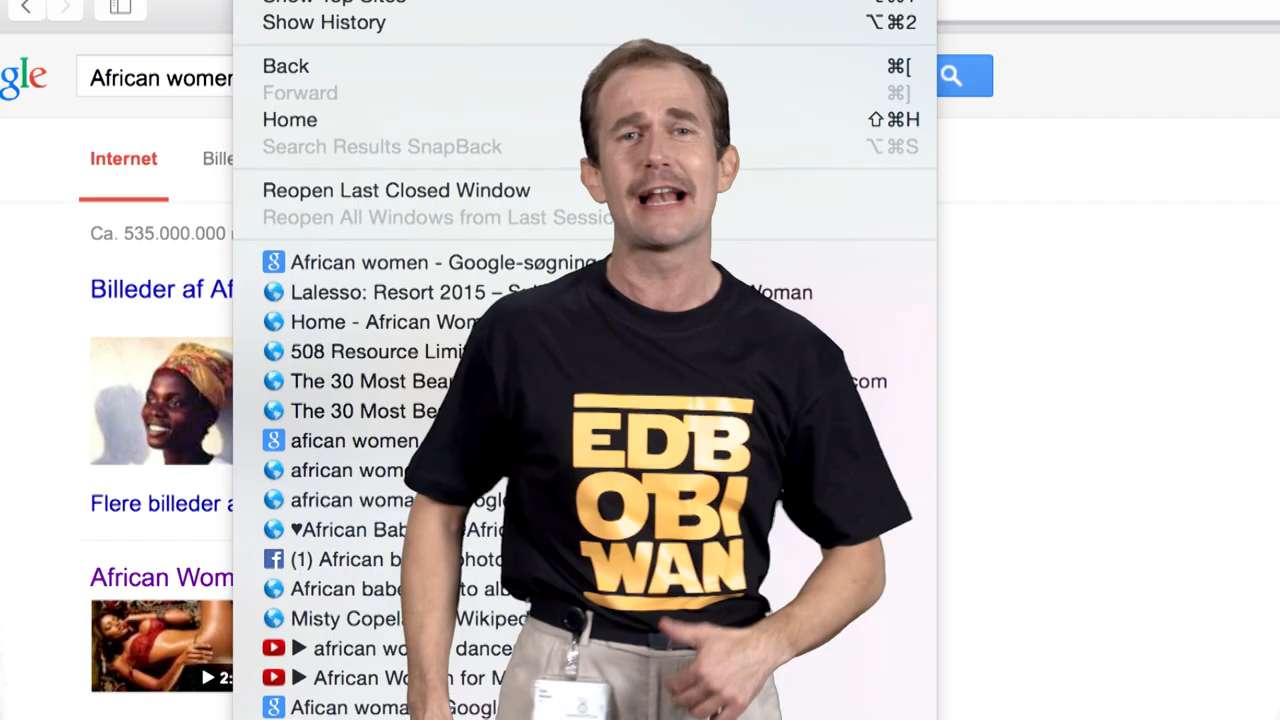 Show History ⌥⌘2
gle
African women
Back ⌘[
Forward ⌘]
Home ⇧⌘H
Search Results SnapBack ⌥⌘S
Internet
Bille
Reopen Last Closed Window
Reopen All Windows from Last Sessio
Ca. 535.000.000
African women - Google-søgning
Billeder af Af
Lalesso: Resort 2015 – Woman
Home - African Wom
508 Resource Limi
The 30 Most Beau com
The 30 Most Be
afican women
african wome
african woma ogle
Flere billeder a
♥African Bab Afric
(1) African b photo
African Wom
African babe to alb
Misty Copel Wikiped
▶ african wo dance
▶ African Wo n for M
▶ 2:
Afican woma Googl
EDB
OBI
WAN